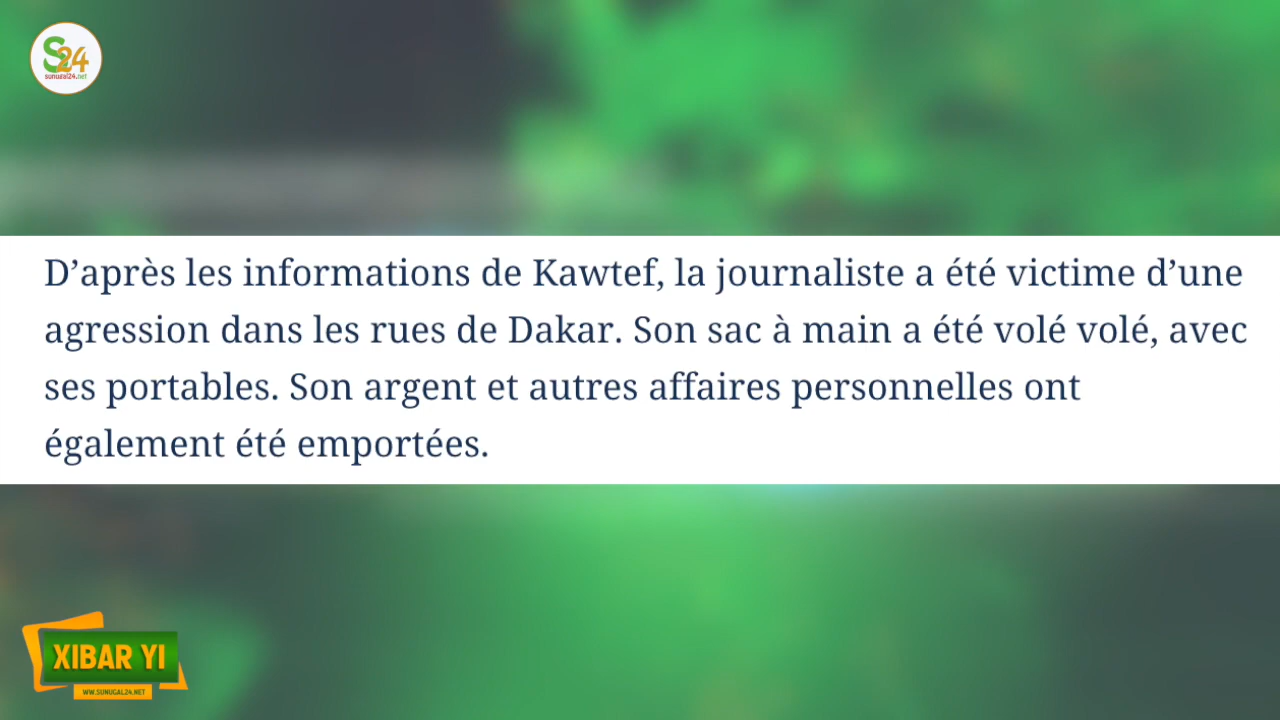 S24
sunugal24.net
D’après les informations de Kawtef, la journaliste a été victime d’une
agression dans les rues de Dakar. Son sac à main a été volé volé, avec
ses portables. Son argent et autres affaires personnelles ont
également été emportées.
XIBAR YI
WW.SUNUGAL24.NET